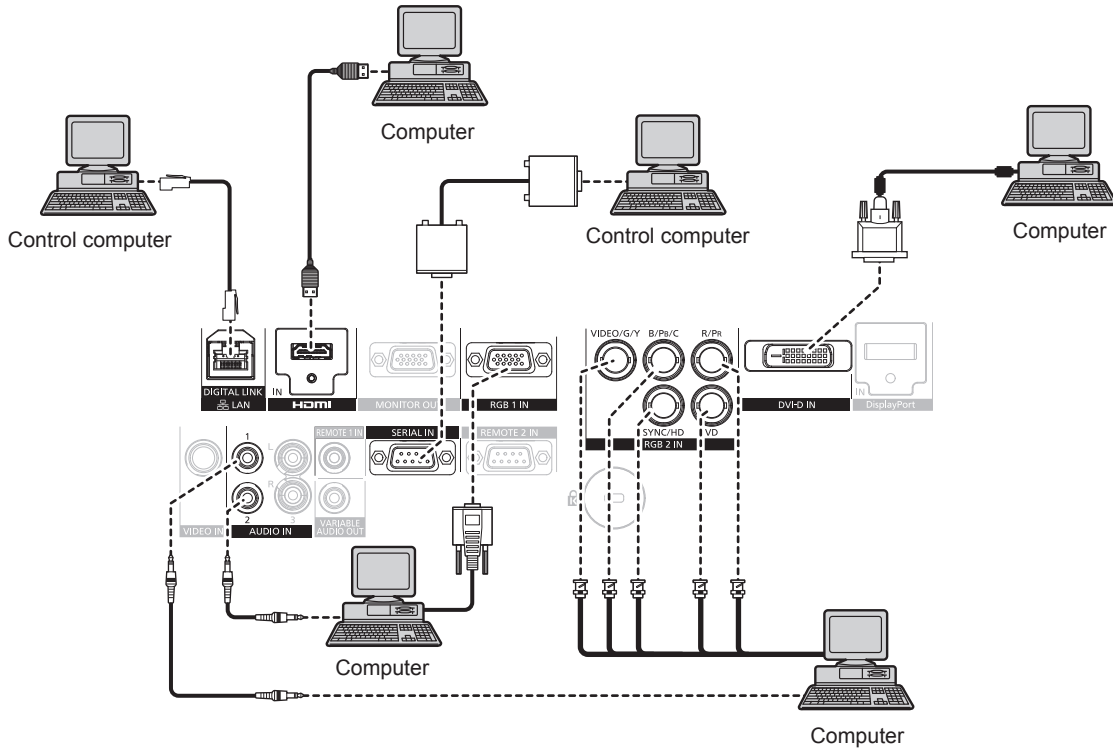 Computer
Control computer
Control computer
Computer
DIGITAL LINK
LAN
IN
HDMI
MONITOR OUT
RGB 1 IN
VIDEO/G/Y
B/PB/C
R/PR
SYNC/HD
VD
RGB 2 IN
DVI-D IN
IN
DisplayPort
VIDEO IN
1
2
L
R
3
AUDIO IN
REMOTE 1 IN
VARIABLE
AUDIO OUT
SERIAL IN
REMOTE 2 IN
Computer
Computer